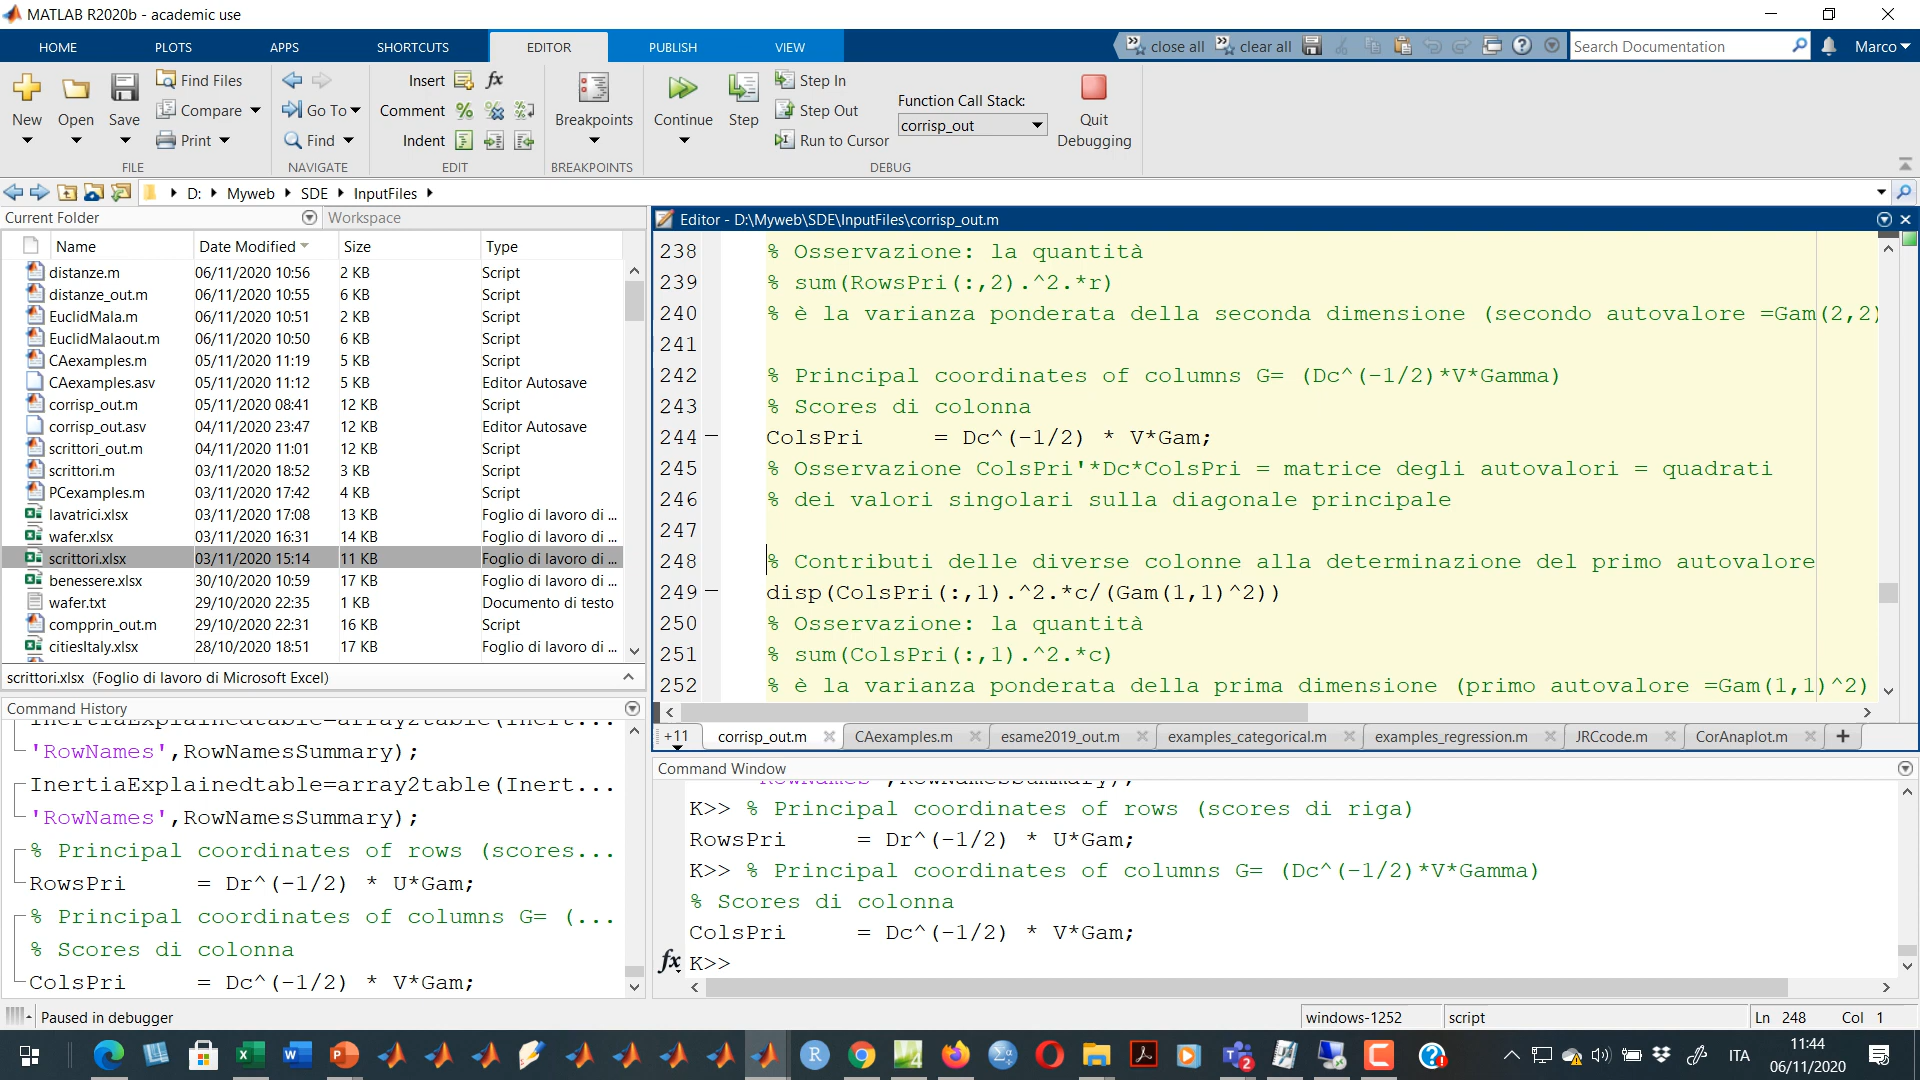 MATLAB R2020b - academic use
HOME PLOTS APPS SHORTCUTS EDITOR PUBLISH VIEW close all clear all Search Documentation Marco
New Open Save Find Files Compare Print FILE
Go To Find NAVIGATE
Insert fx Comment Indent EDIT
Breakpoints BREAKPOINTS
Continue Step Step In Step Out Run to Cursor Function Call Stack: corrisp_out Quit Debugging DEBUG
D: Myweb SDE InputFiles
Current Folder Workspace
Name Date Modified Size Type
distanze.m 06/11/2020 10:56 2 KB Script
distanze_out.m 06/11/2020 10:55 6 KB Script
EuclidMala.m 06/11/2020 10:51 2 KB Script
EuclidMalaout.m 06/11/2020 10:50 6 KB Script
CAexamples.m 05/11/2020 11:19 5 KB Script
CAexamples.asv 05/11/2020 11:12 5 KB Editor Autosave
corrisp_out.m 05/11/2020 08:41 12 KB Script
corrisp_out.asv 04/11/2020 23:47 12 KB Editor Autosave
scrittori_out.m 04/11/2020 11:01 12 KB Script
scrittori.m 03/11/2020 18:52 3 KB Script
PCexamples.m 03/11/2020 17:42 4 KB Script
lavatrici.xlsx 03/11/2020 17:08 13 KB Foglio di lavoro di ...
wafer.xlsx 03/11/2020 16:31 14 KB Foglio di lavoro di ...
scrittori.xlsx 03/11/2020 15:14 11 KB Foglio di lavoro di ...
benessere.xlsx 30/10/2020 10:59 17 KB Foglio di lavoro di ...
wafer.txt 29/10/2020 22:35 1 KB Documento di testo
compprin_out.m 29/10/2020 22:31 16 KB Script
citiesItaly.xlsx 28/10/2020 18:51 17 KB Foglio di lavoro di ...
scrittori.xlsx (Foglio di lavoro di Microsoft Excel)
Command History
InertiaExplainedtable=array2table(Inert...
'RowNames',RowNamesSummary);
InertiaExplainedtable=array2table(Inert...
'RowNames',RowNamesSummary);
% Principal coordinates of rows (scores...
RowsPri = Dr^(-1/2) * U*Gam;
% Principal coordinates of columns G= (...
% Scores di colonna
ColsPri = Dc^(-1/2) * V*Gam;
Editor - D:\Myweb\SDE\InputFiles\corrisp_out.m
238 % Osservazione: la quantità
239 % sum(RowsPri(:,2).^2.*r)
240 % è la varianza ponderata della seconda dimensione (secondo autovalore =Gam(2,2)
241
242 % Principal coordinates of columns G= (Dc^(-1/2)*V*Gamma)
243 % Scores di colonna
244 ColsPri = Dc^(-1/2) * V*Gam;
245 % Osservazione ColsPri'*Dc*ColsPri = matrice degli autovalori = quadrati
246 % dei valori singolari sulla diagonale principale
247
248 % Contributi delle diverse colonne alla determinazione del primo autovalore
249 disp(ColsPri(:,1).^2.*c/(Gam(1,1)^2))
250 % Osservazione: la quantità
251 % sum(ColsPri(:,1).^2.*c)
252 % è la varianza ponderata della prima dimensione (primo autovalore =Gam(1,1)^2)
+11 corrisp_out.m CAexamples.m esame2019_out.m examples_categorical.m examples_regression.m JRCcode.m CorAnaplot.m +
Command Window
'RowNames',RowNamesSummary);
K>> % Principal coordinates of rows (scores di riga)
RowsPri = Dr^(-1/2) * U*Gam;
K>> % Principal coordinates of columns G= (Dc^(-1/2)*V*Gamma)
% Scores di colonna
ColsPri = Dc^(-1/2) * V*Gam;
fx K>>
Paused in debugger windows-1252 script Ln 248 Col 1
ITA 11:44
06/11/2020